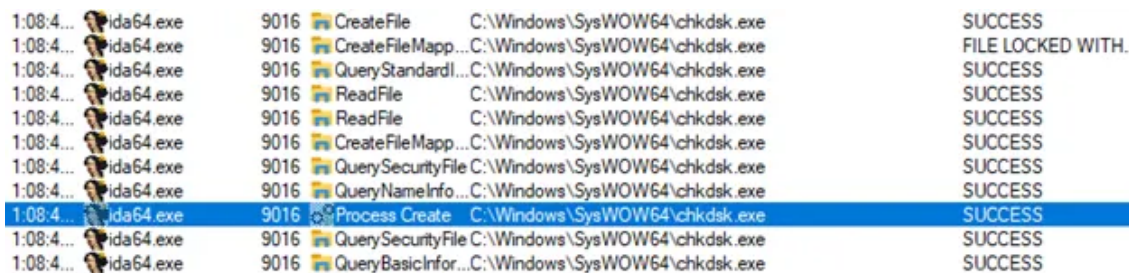 1:08:4... ida64.exe 9016 CreateFile C:\Windows\SysWOW64\chkdsk.exe SUCCESS
1:08:4... ida64.exe 9016 CreateFileMapp...C:\Windows\SysWOW64\chkdsk.exe FILE LOCKED WITH.
1:08:4... ida64.exe 9016 QueryStandardI...C:\Windows\SysWOW64\chkdsk.exe SUCCESS
1:08:4... ida64.exe 9016 ReadFile C:\Windows\SysWOW64\chkdsk.exe SUCCESS
1:08:4... ida64.exe 9016 ReadFile C:\Windows\SysWOW64\chkdsk.exe SUCCESS
1:08:4... ida64.exe 9016 CreateFileMapp...C:\Windows\SysWOW64\chkdsk.exe SUCCESS
1:08:4... ida64.exe 9016 QuerySecurityFile C:\Windows\SysWOW64\chkdsk.exe SUCCESS
1:08:4... ida64.exe 9016 QueryNameInfo...C:\Windows\SysWOW64\chkdsk.exe SUCCESS
1:08:4... ida64.exe 9016 Process Create C:\Windows\SysWOW64\chkdsk.exe SUCCESS
1:08:4... ida64.exe 9016 QuerySecurityFile C:\Windows\SysWOW64\chkdsk.exe SUCCESS
1:08:4... ida64.exe 9016 QueryBasicInfor...C:\Windows\SysWOW64\chkdsk.exe SUCCESS